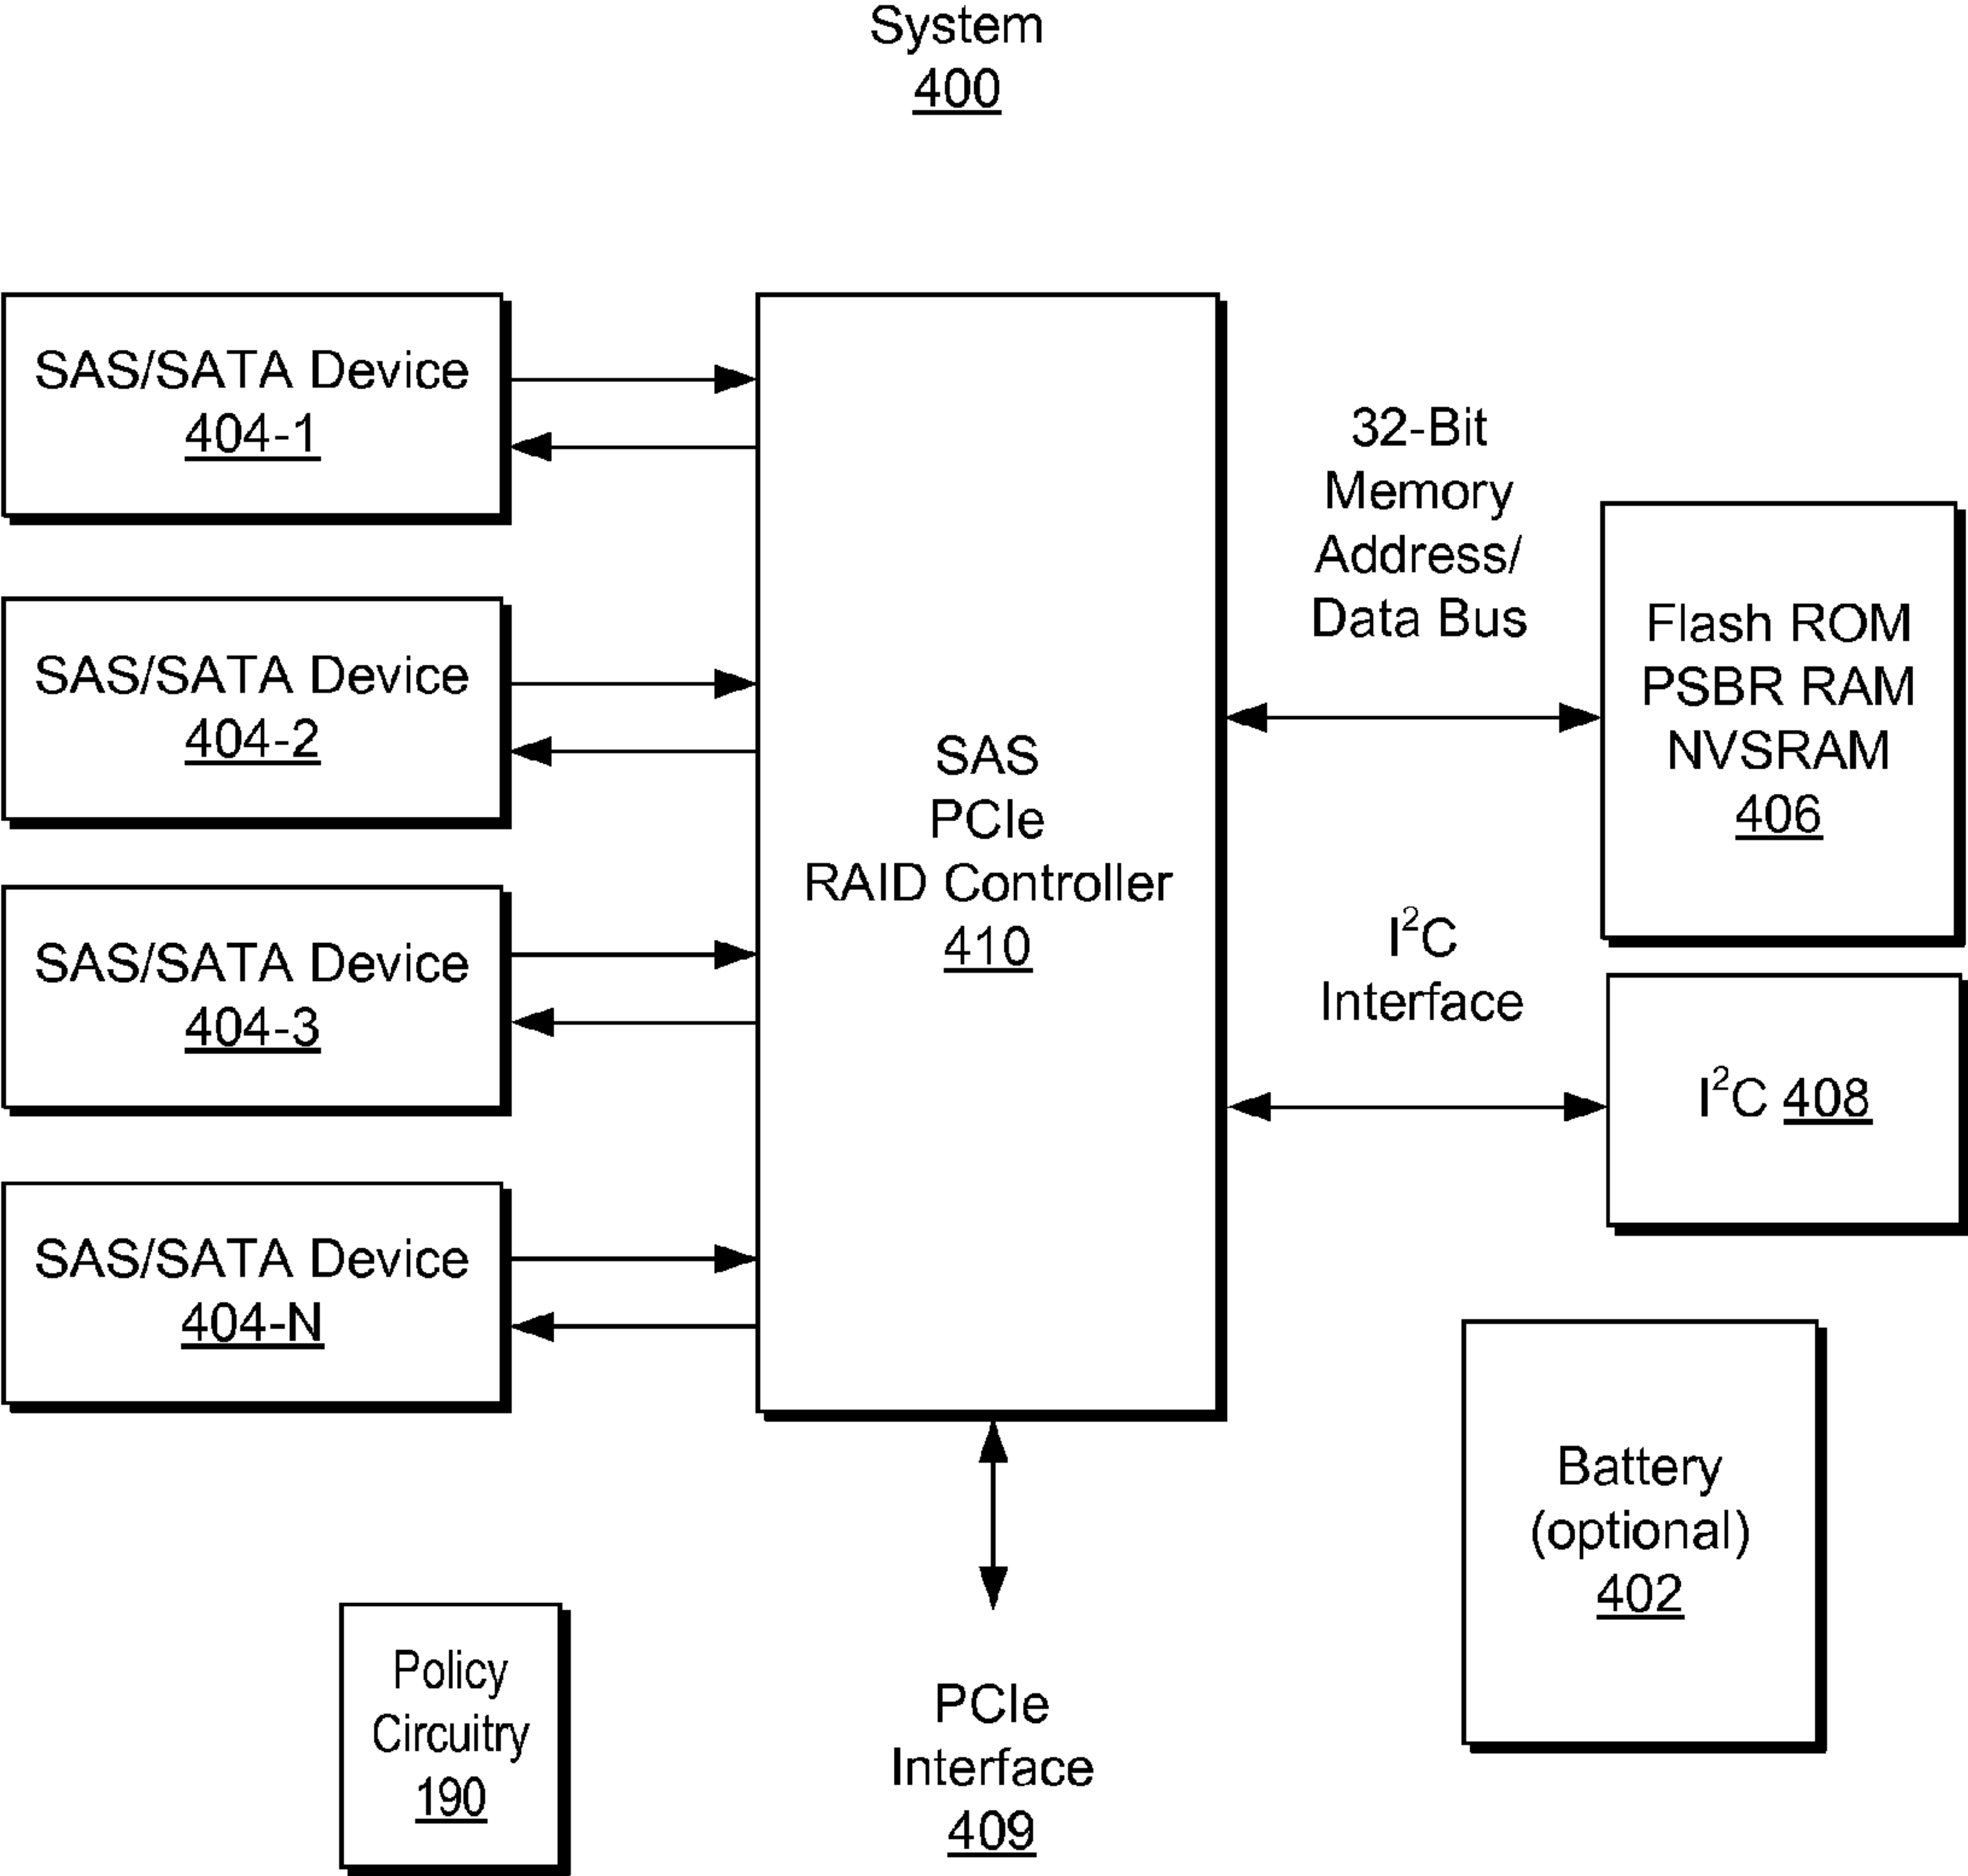 System
400
SAS/SATA Device
404-1
SAS/SATA Device
404-2
SAS/SATA Device
404-3
SAS/SATA Device
404-N
SAS
PCIe
RAID Controller
410
32-Bit
Memory
Address/
Data Bus
Flash ROM
PSBR RAM
NVSRAM
406
I²C
Interface
I²C 408
Battery
(optional)
402
Policy
Circuitry
190
PCIe
Interface
409